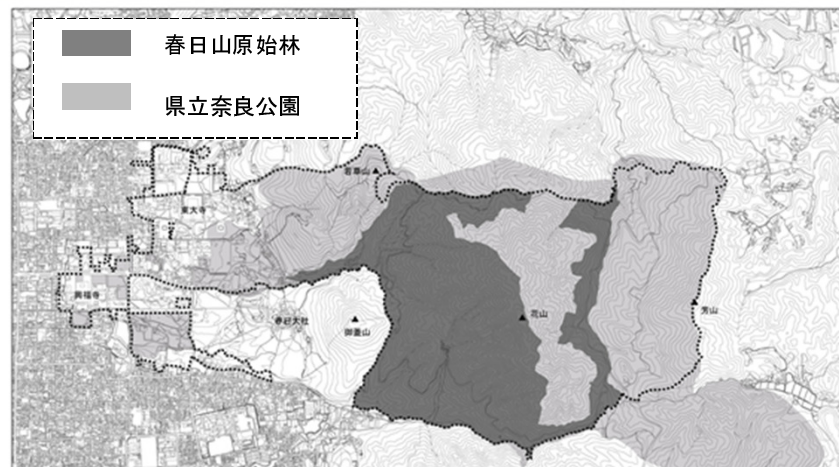 春日山原始林
県立奈良公園
若草山
東大寺
興福寺
春日大社
御蓋山
花山
芳山